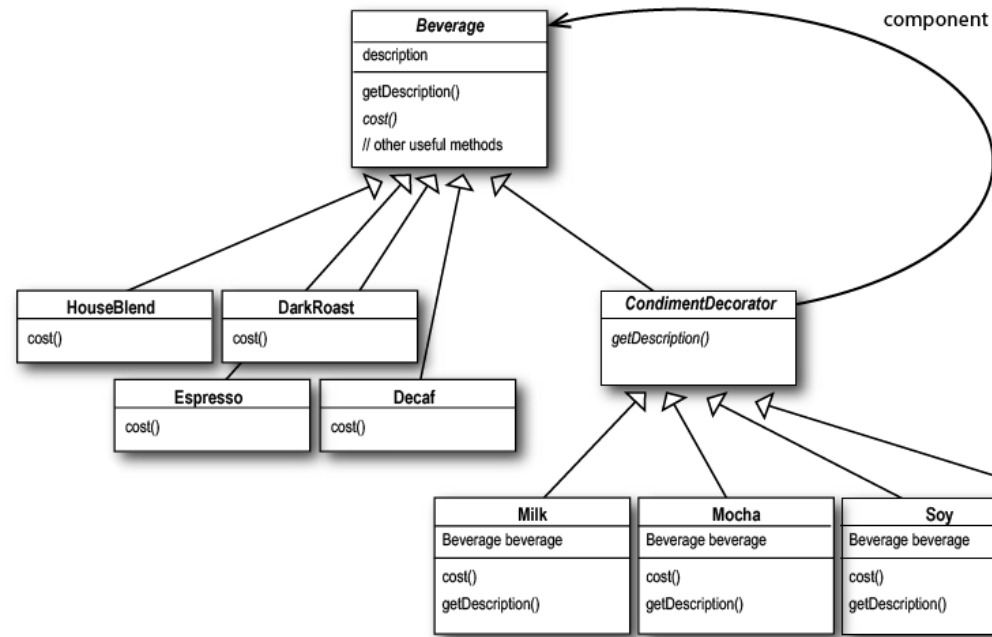 Beverage
description
getDescription()
cost()
// other useful methods
component
HouseBlend
cost()
DarkRoast
cost()
Espresso
cost()
Decaf
cost()
CondimentDecorator
getDescription()
Milk
Beverage beverage
cost()
getDescription()
Mocha
Beverage beverage
cost()
getDescription()
Soy
Beverage beverage
cost()
getDescription()